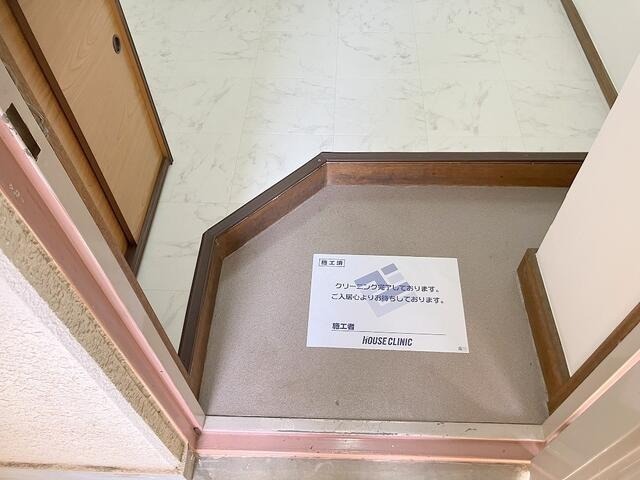 施工済
クリーニング完了しております。
ご入居心よりお待ちしております。
施工者
HOUSE CLINIC